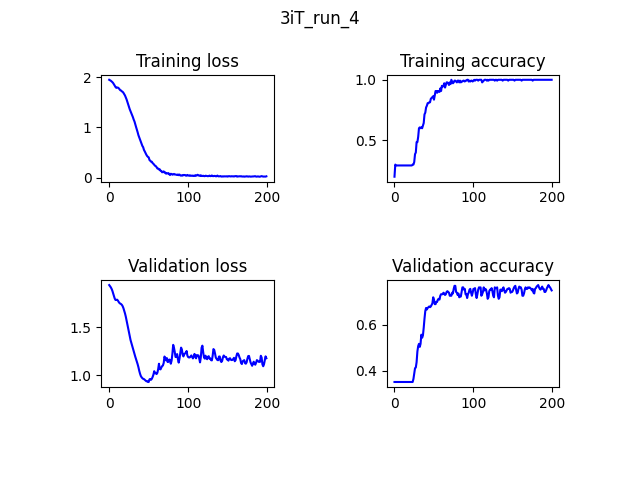 3iT_run_4
Training loss
Training accuracy
2
1
0
0 100 200
1.0
0.5
0 100 200
Validation loss
Validation accuracy
1.5
1.0
0 100 200
0.6
0.4
0 100 200